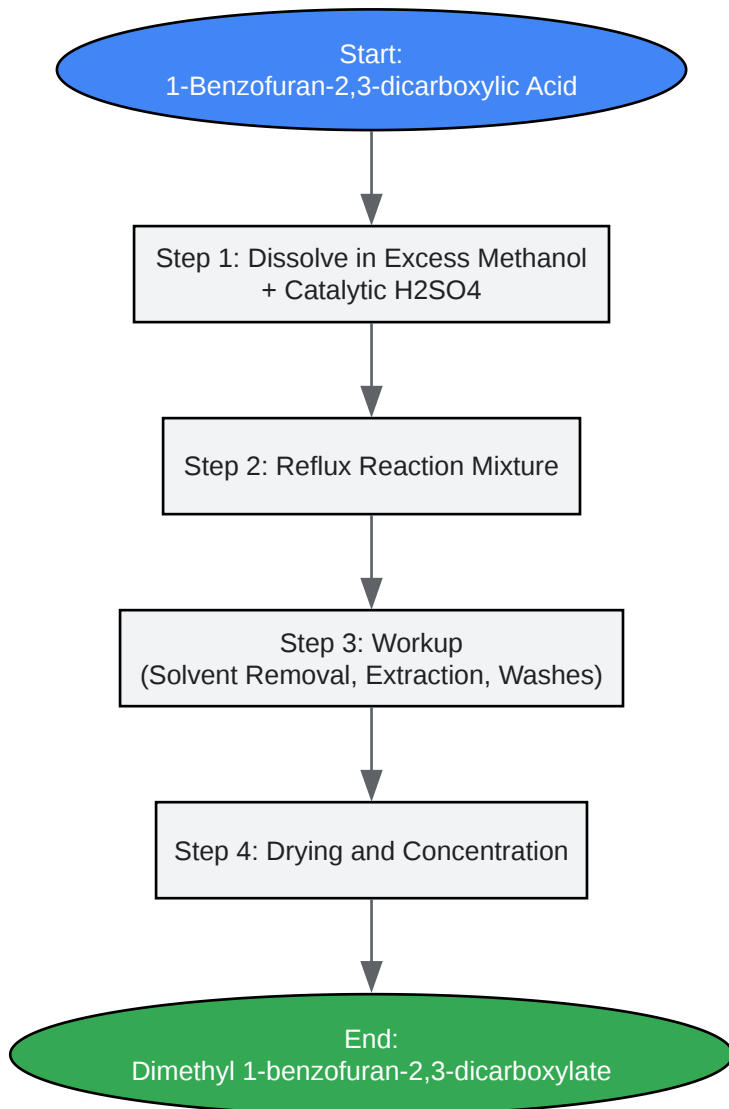 Start:
1-Benzofuran-2,3-dicarboxylic Acid
Step 1: Dissolve in Excess Methanol
+ Catalytic H2SO4
Step 2: Reflux Reaction Mixture
Step 3: Workup
(Solvent Removal, Extraction, Washes)
Step 4: Drying and Concentration
End:
Dimethyl 1-benzofuran-2,3-dicarboxylate